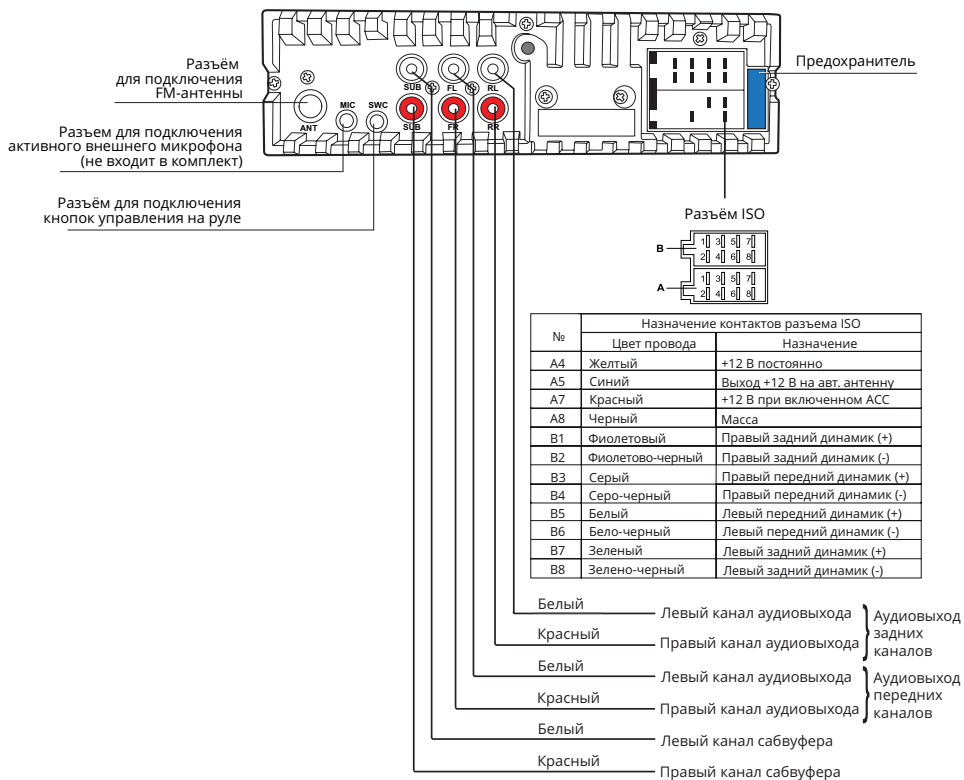 Разъём
для подключения
FM-антенны
Разъем для подключения
активного внешнего микрофона
(не входит в комплект)
Разъём для подключения
кнопок управления на руле
ANT
MIC SWC
SUB FL RL
SUB FR RR
Предохранитель
Разъём ISO
B
1 3 5 7
2 4 6 8
A
1 3 5 7
2 4 6 8
№ Назначение контактов разъема ISO
Цвет провода Назначение
A4 Желтый +12 В постоянно
A5 Синий Выход +12 В на авт. антенну
A7 Красный +12 В при включенном ACC
A8 Черный Масса
B1 Фиолетовый Правый задний динамик (+)
B2 Фиолетово-черный Правый задний динамик (-)
B3 Серый Правый передний динамик (+)
B4 Серо-черный Правый передний динамик (-)
B5 Белый Левый передний динамик (+)
B6 Бело-черный Левый передний динамик (-)
B7 Зеленый Левый задний динамик (+)
B8 Зелено-черный Левый задний динамик (-)
Белый Левый канал аудиовыхода
Красный Правый канал аудиовыхода
Аудиовыход
задних
каналов
Белый Левый канал аудиовыхода
Красный Правый канал аудиовыхода
Аудиовыход
передних
каналов
Белый Левый канал сабвуфера
Красный Правый канал сабвуфера